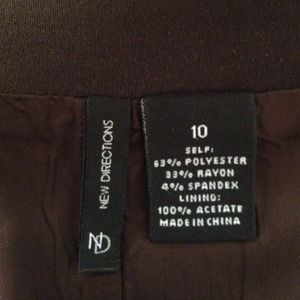 NEW DIRECTIONS
ND
10
SELF:
63% POLYESTER
33% RAYON
4% SPANDEX
LINING:
100% ACETATE
MADE IN CHINA